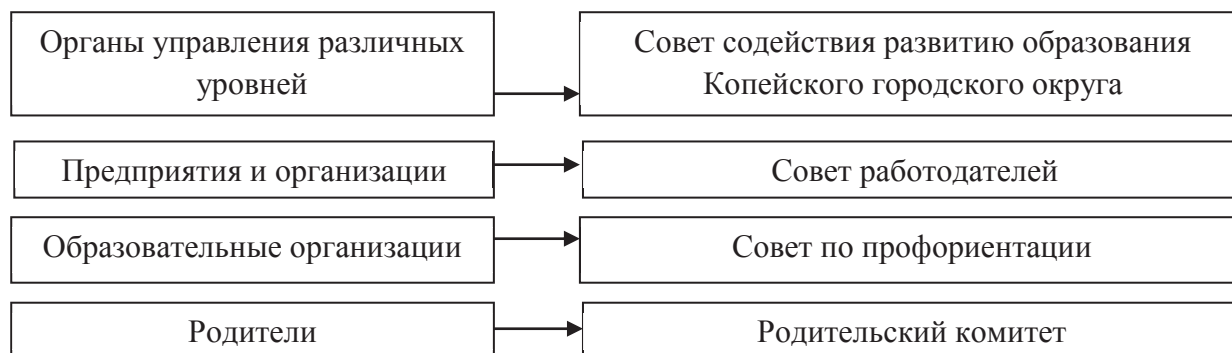 Органы управления различных
уровней
Совет содействия развитию образования
Копейского городского округа
Предприятия и организации
Совет работодателей
Образовательные организации
Совет по профориентации
Родители
Родительский комитет